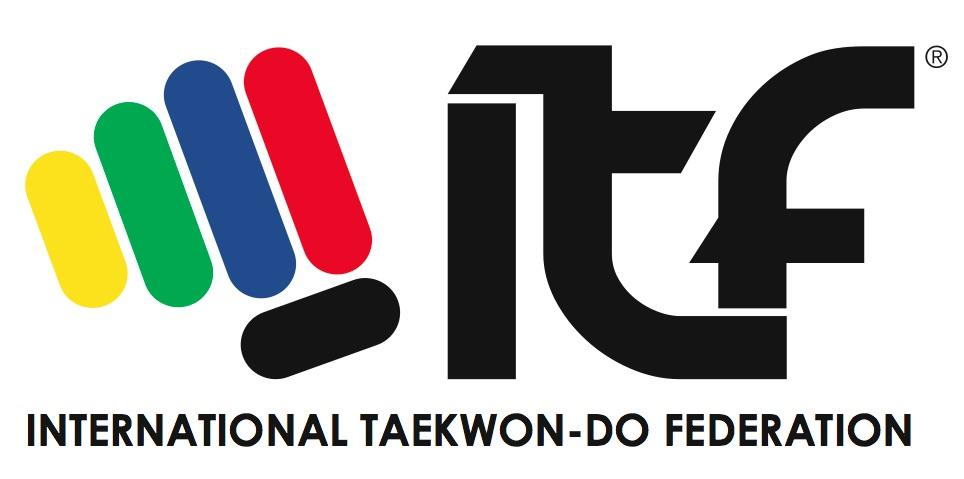 itf®
INTERNATIONAL TAEKWON-DO FEDERATION